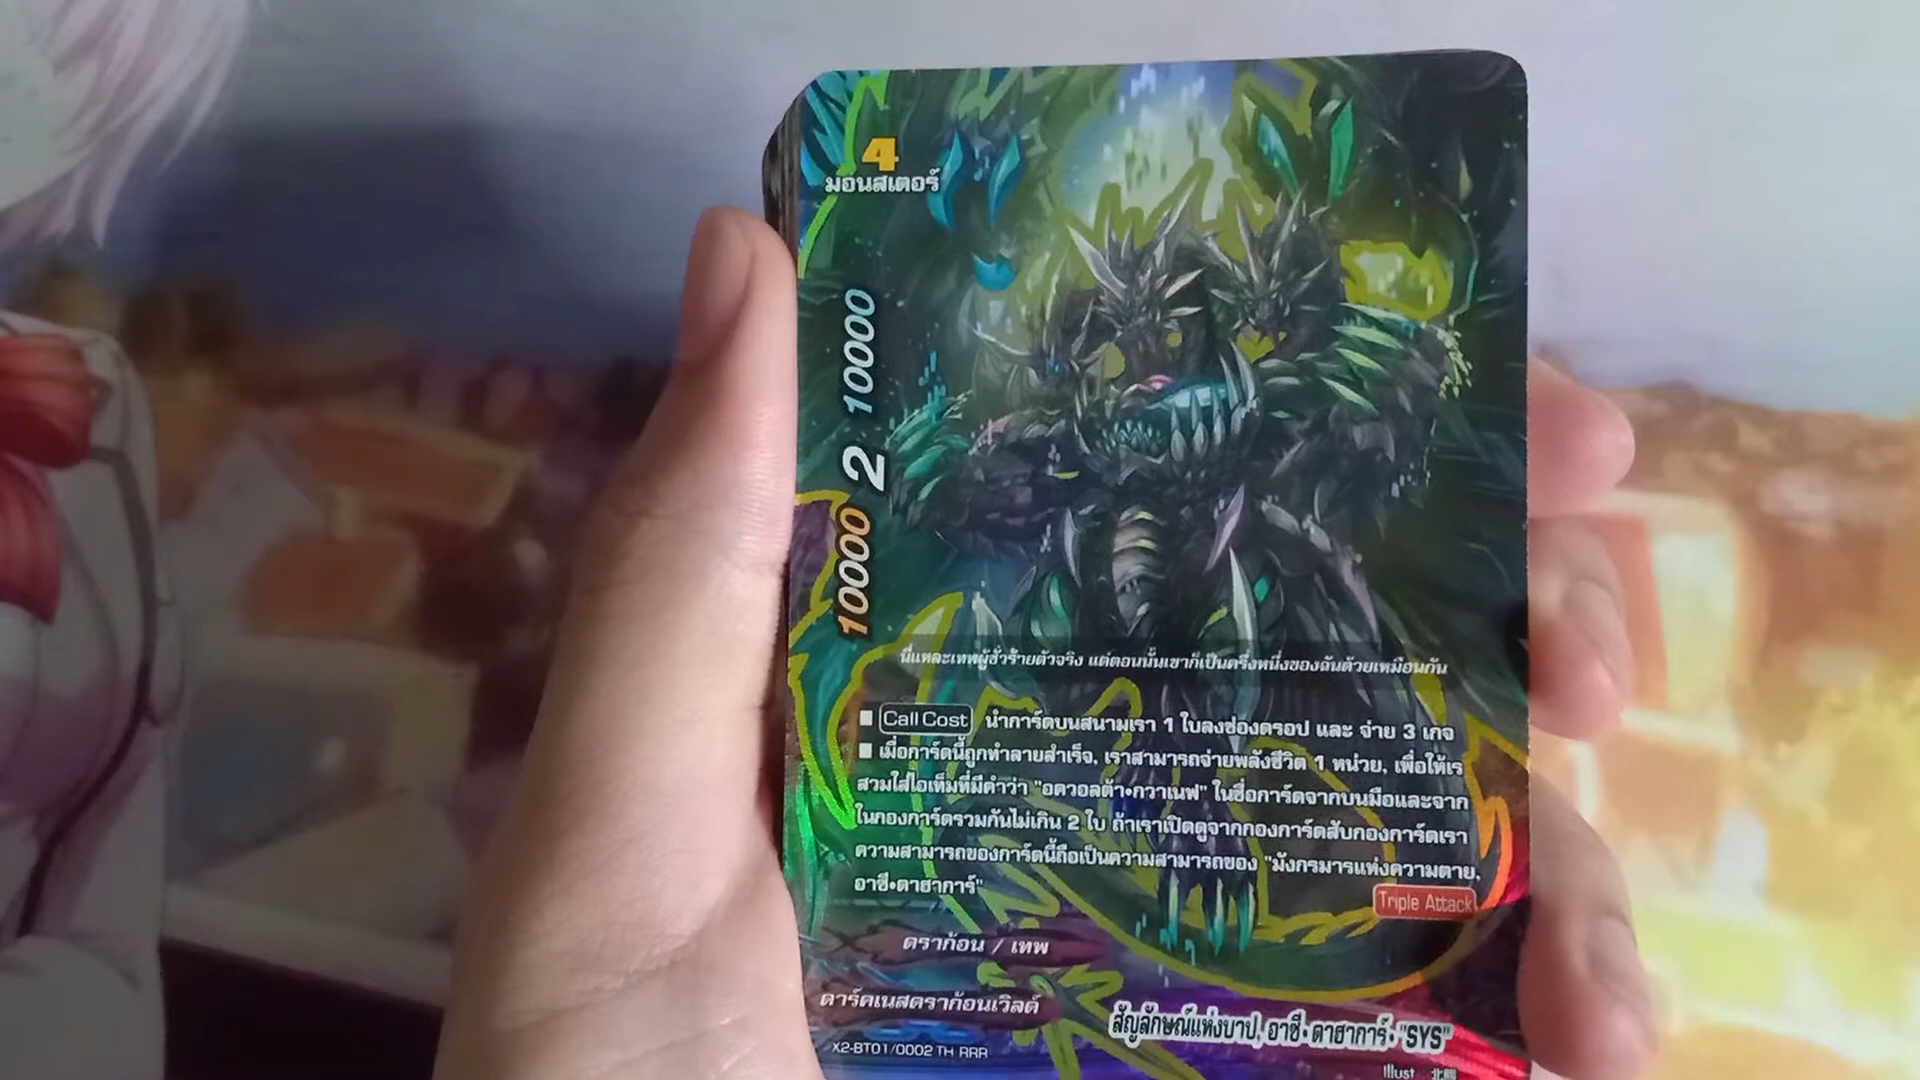 4
มอนสเตอร์
10000
2
10000
นี่แหละเทพผู้ชั่วร้ายตัวจริง แต่ตอนนั้นเขาก็เป็นครึ่งหนึ่งของฉันด้วยเหมือนกัน
■ Call Cost นำการ์ดบนสนามเรา 1 ใบลงช่องดรอป และ จ่าย 3 เกจ
■ เมื่อการ์ดนี้ถูกทำลายสำเร็จ, เราสามารถจ่ายพลังชีวิต 1 หน่วย, เพื่อให้เร
สวมใส่ไอเท็มที่มีคำว่า "อควอลต้า•กวาเนฟ" ในชื่อการ์ดจากบนมือและจาก
ในกองการ์ดรวมกันไม่เกิน 2 ใบ ถ้าเราเปิดดูจากกองการ์ดสับกองการ์ดเรา
ความสามารถของการ์ดนี้ถือเป็นความสามารถของ "มังกรมารแห่งความตาย,
อาซี•ดาฮาการ์"
Triple Attack
ดราก้อน / เทพ
ดาร์คเนสดราก้อนเวิลด์
สัญลักษณ์แห่งบาป, อาซี•ดาฮาการ์• "SYS"
X2-BT01/0002 TH RRR
Illust